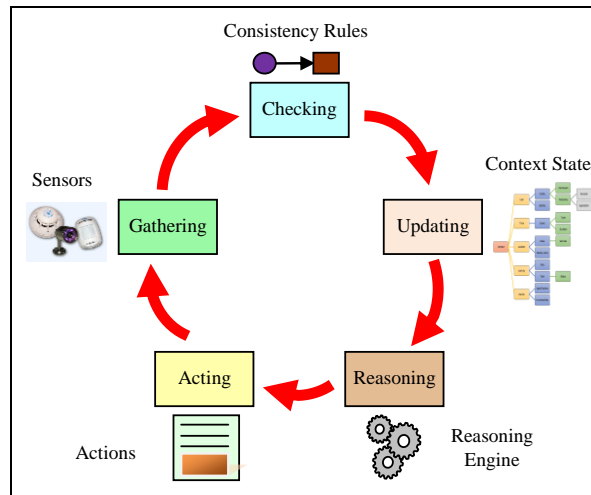 Consistency Rules
Checking
Context State
Sensors
Gathering
Updating
Acting
Reasoning
Actions
Reasoning
Engine